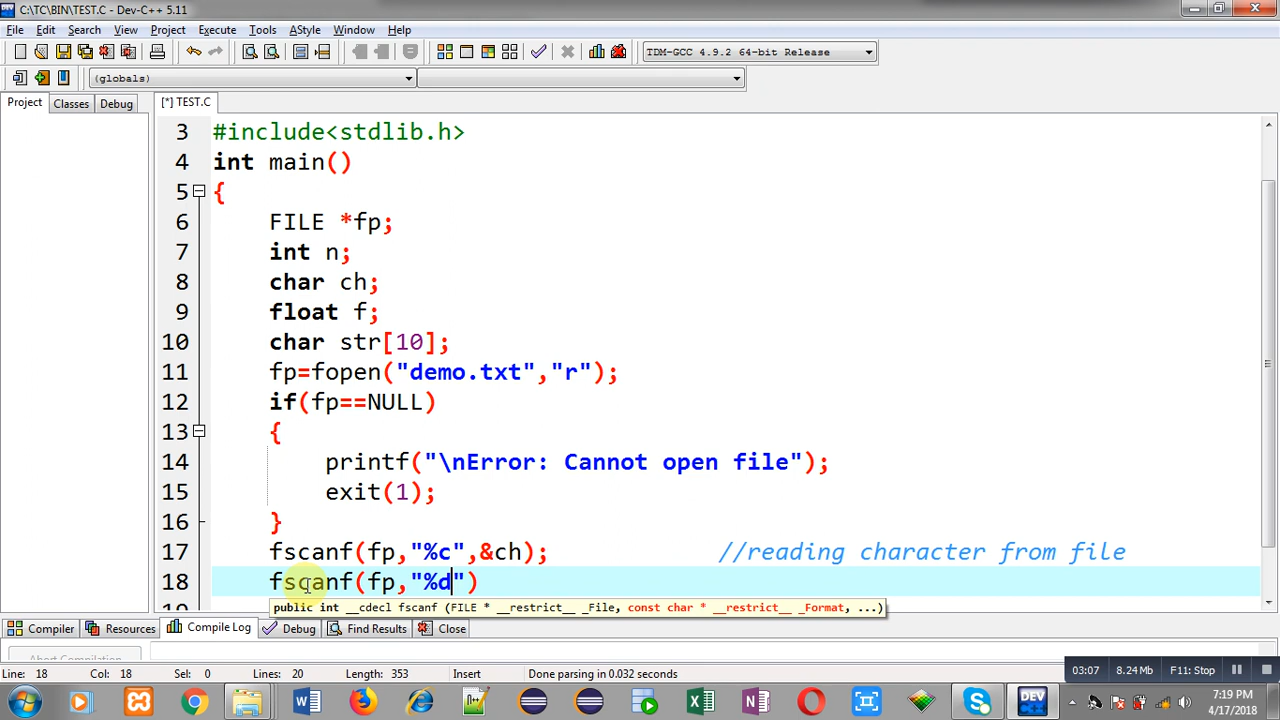 C:\TC\BIN\TEST.C - Dev-C++ 5.11
File Edit Search View Project Execute Tools AStyle Window Help
TDM-GCC 4.9.2 64-bit Release
(globals)
Project Classes Debug [*] TEST.C
3 #include<stdlib.h>
4 int main()
5 {
6 FILE *fp;
7 int n;
8 char ch;
9 float f;
10 char str[10];
11 fp=fopen("demo.txt","r");
12 if(fp==NULL)
13 {
14 printf("\nError: Cannot open file");
15 exit(1);
16 }
17 fscanf(fp,"%c",&ch); //reading character from file
18 fscanf(fp,"%d")
public int __cdecl fscanf (FILE * __restrict__ _File, const char * __restrict__ _Format, ...)
Compiler Resources Compile Log Debug Find Results Close
Abort Compilation
Line: 18 Col: 18 Sel: 0 Lines: 20 Length: 353 Insert Done parsing in 0.032 seconds
03:07 8.24 Mb F11: Stop
DEV
7:19 PM
4/17/2018